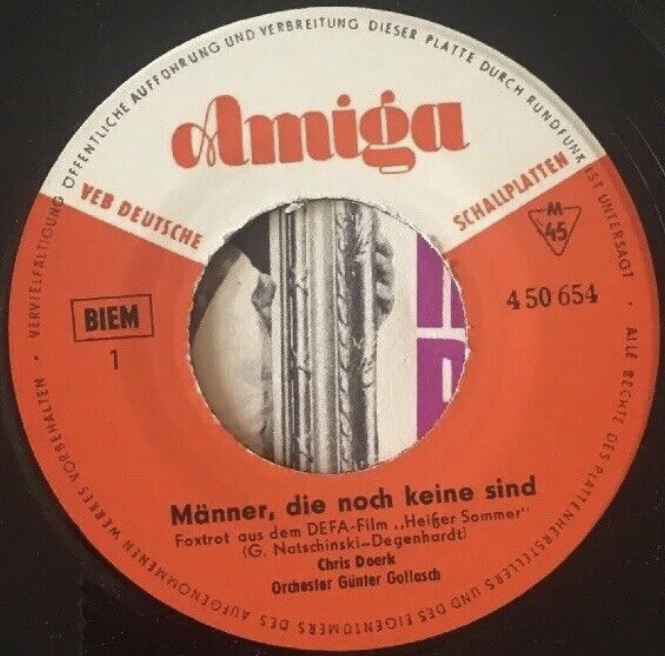 VERVIELFÄLTIGUNG ÖFFENTLICHE AUFFÜHRUNG UND VERBREITUNG DIESER PLATTE DURCH RUNDFUNK IST UNTERSAGT · ALLE RECHTE DES PLATTENHERSTELLERS UND DES EIGENTÜMERS DES AUFGENOMMENEN WERKES VORBEHALTEN ·
Amiga
VEB DEUTSCHE SCHALLPLATTEN
M
45
4 50 654
BIEM
1
Männer, die noch keine sind
Foxtrot aus dem DEFA-Film „Heißer Sommer"
(G. Natschinski-Degenhardt)
Chris Doerk
Orchester Günter Gollasch